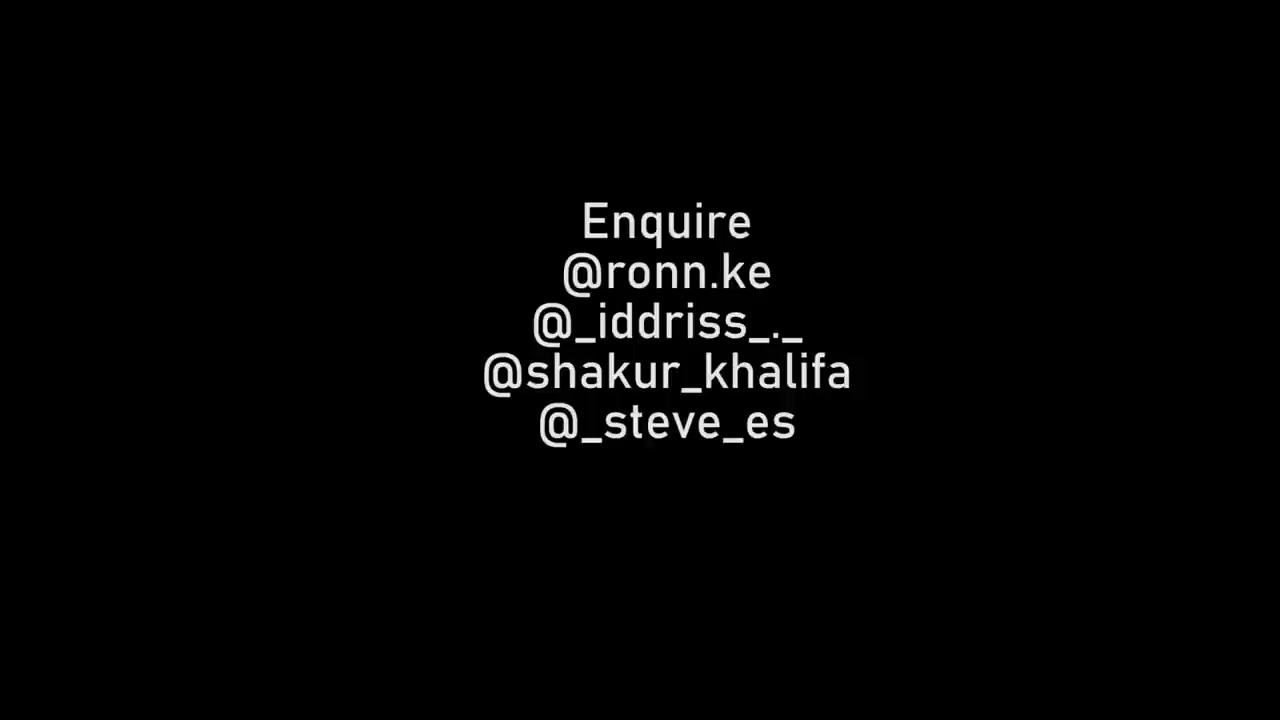 Enquire
@ronn.ke
@_iddriss_._
@shakur_khalifa
@_steve_es